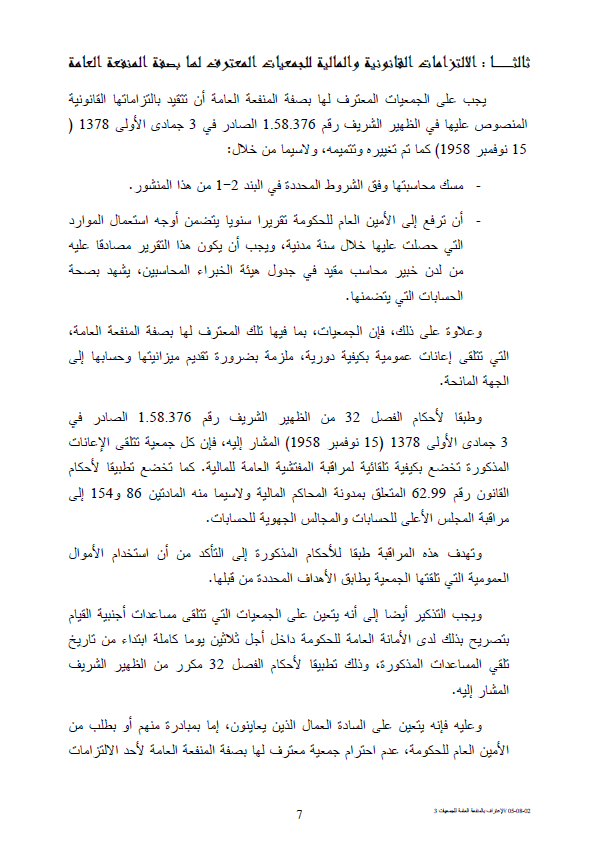 ثالثـــــا : الالتزامات القانونية والمالية للجمعيات المعترف لها بصفة المنفعة العامة
يجب على الجمعيات المعترف لها بصفة المنفعة العامة أن تتقيد بالتزاماتها القانونية
المنصوص عليها في الظهير الشريف رقم 1.58.376 الصادر في 3 جمادى الأولى 1378 (
15 نوفمبر 1958) كما تم تغييره وتتميمه، ولاسيما من خلال:
- مسك محاسبتها وفق الشروط المحددة في البند 2-1 من هذا المنشور.
- أن ترفع إلى الأمين العام للحكومة تقريرا سنويا يتضمن أوجه استعمال الموارد
التي حصلت عليها خلال سنة مدنية، ويجب أن يكون هذا التقرير مصادقا عليه
من لدن خبير محاسب مقيد في جدول هيئة الخبراء المحاسبين، يشهد بصحة
الحسابات التي يتضمنها.
وعلاوة على ذلك، فإن الجمعيات، بما فيها تلك المعترف لها بصفة المنفعة العامة،
التي تتلقى إعانات عمومية بكيفية دورية، ملزمة بضرورة تقديم ميزانيتها وحسابها إلى
الجهة المانحة.
وطبقا لأحكام الفصل 32 من الظهير الشريف رقم 1.58.376 الصادر في
3 جمادى الأولى 1378 (15 نوفمبر 1958) المشار إليه، فإن كل جمعية تتلقى الإعانات
المذكورة تخضع بكيفية تلقائية لمراقبة المفتشية العامة للمالية. كما تخضع تطبيقا لأحكام
القانون رقم 62.99 المتعلق بمدونة المحاكم المالية ولاسيما منه المادتين 86 و154 إلى
مراقبة المجلس الأعلى للحسابات والمجالس الجهوية للحسابات.
وتهدف هذه المراقبة طبقا للأحكام المذكورة إلى التأكد من أن استخدام الأموال
العمومية التي تلقتها الجمعية يطابق الأهداف المحددة من قبلها.
ويجب التذكير أيضا إلى أنه يتعين على الجمعيات التي تتلقى مساعدات أجنبية القيام
بتصريح بذلك لدى الأمانة العامة للحكومة داخل أجل ثلاثين يوما كاملة ابتداء من تاريخ
تلقي المساعدات المذكورة، وذلك تطبيقا لأحكام الفصل 32 مكرر من الظهير الشريف
المشار إليه.
وعليه فإنه يتعين على السادة العمال الذين يعاينون، إما بمبادرة منهم أو بطلب من
الأمين العام للحكومة، عدم احترام جمعية معترف لها بصفة المنفعة العامة لأحد الالتزامات
05-08-02 /الإعتراف بالمنفعة العامة للجمعيات 3
7